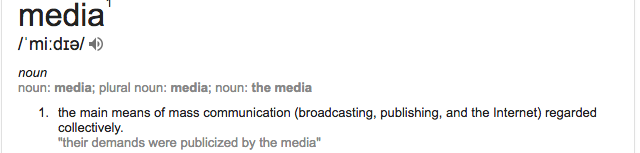 media1
/ˈmiːdɪə/
noun
noun: media; plural noun: media; noun: the media
1. the main means of mass communication (broadcasting, publishing, and the Internet) regarded
collectively.
"their demands were publicized by the media"